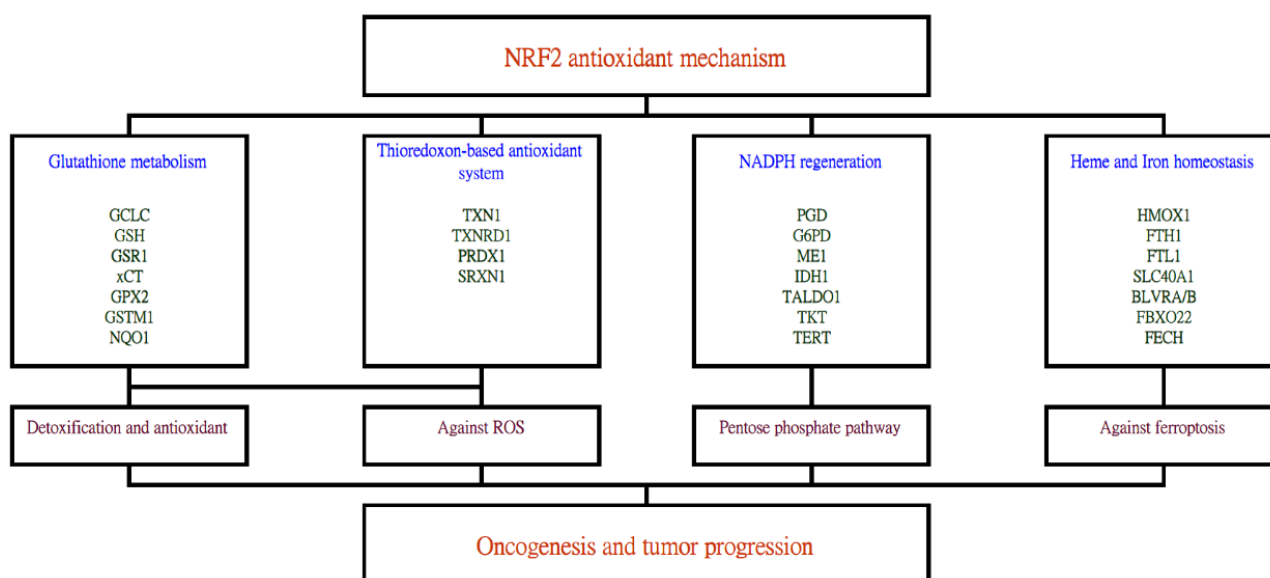 NRF2 antioxidant mechanism
Glutathione metabolism
GCLC
GSH
GSR1
xCT
GPX2
GSTM1
NQO1
Thioredoxon-based antioxidant
system
TXN1
TXNRD1
PRDX1
SRXN1
NADPH regeneration
PGD
G6PD
ME1
IDH1
TALDO1
TKT
TERT
Heme and Iron homeostasis
HMOX1
FTH1
FTL1
SLC40A1
BLVRA/B
FBXO22
FECH
Detoxification and antioxidant
Against ROS
Pentose phosphate pathway
Against ferroptosis
Oncogenesis and tumor progression